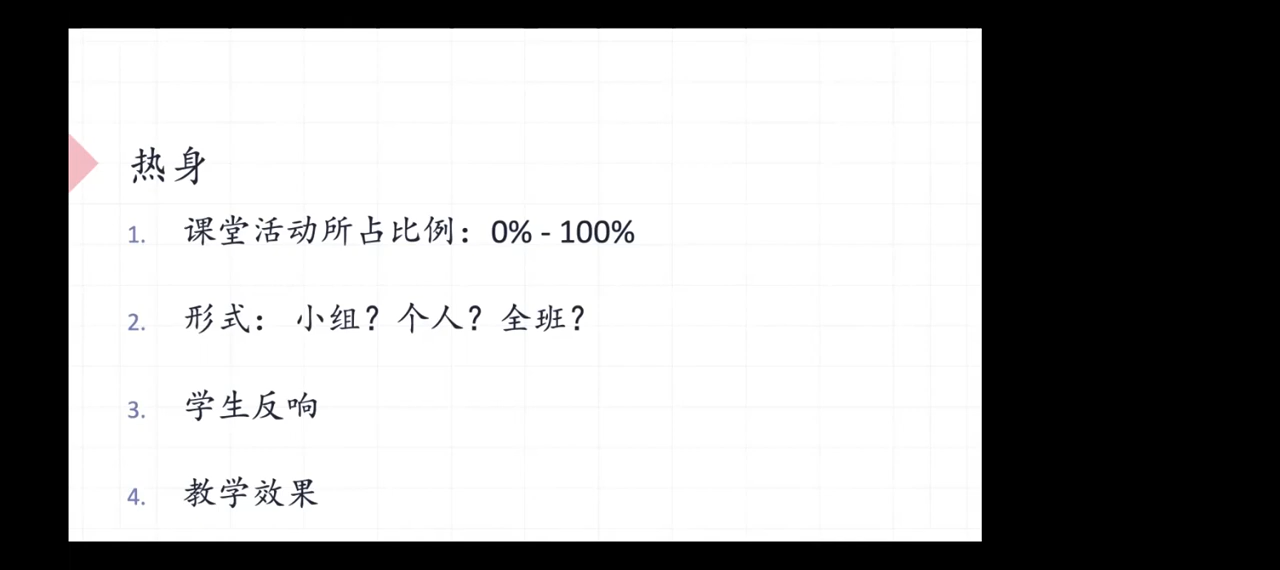 热身
1. 课堂活动所占比例：0% - 100%
2. 形式： 小组？个人？全班？
3. 学生反响
4. 教学效果